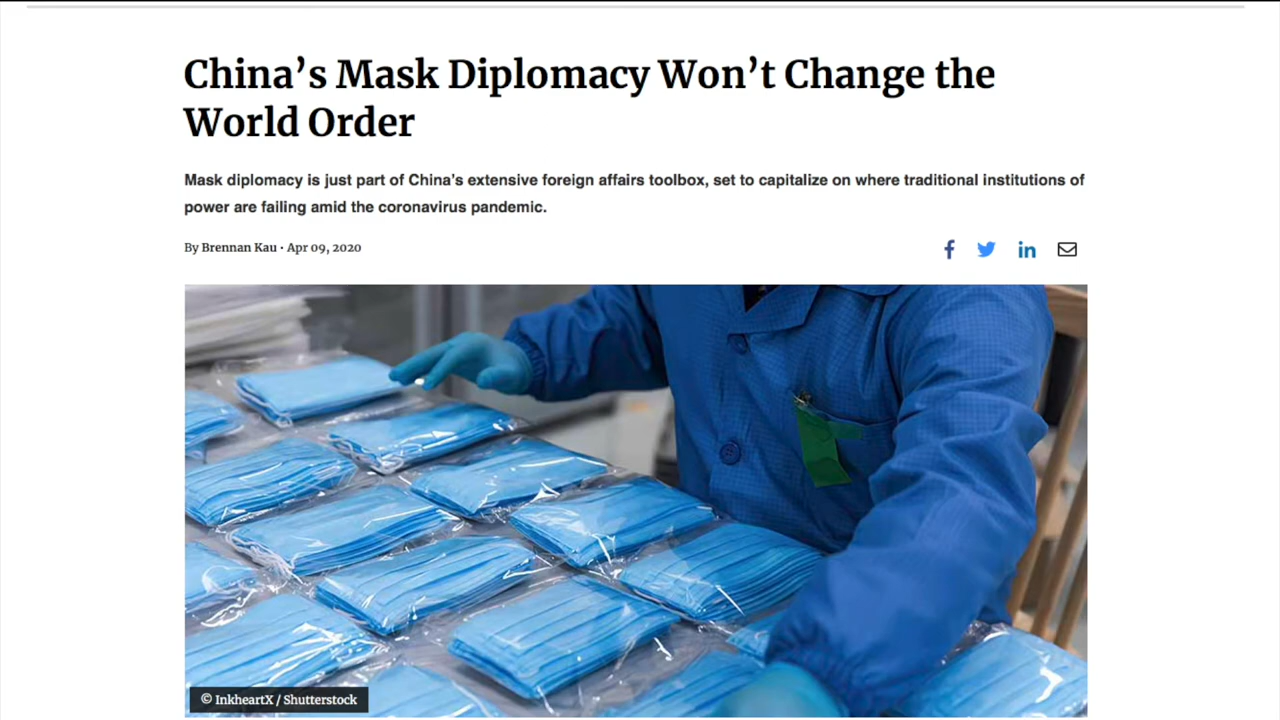 China’s Mask Diplomacy Won’t Change the
World Order
Mask diplomacy is just part of China’s extensive foreign affairs toolbox, set to capitalize on where traditional institutions of
power are failing amid the coronavirus pandemic.
By Brennan Kau · Apr 09, 2020
© InkheartX / Shutterstock